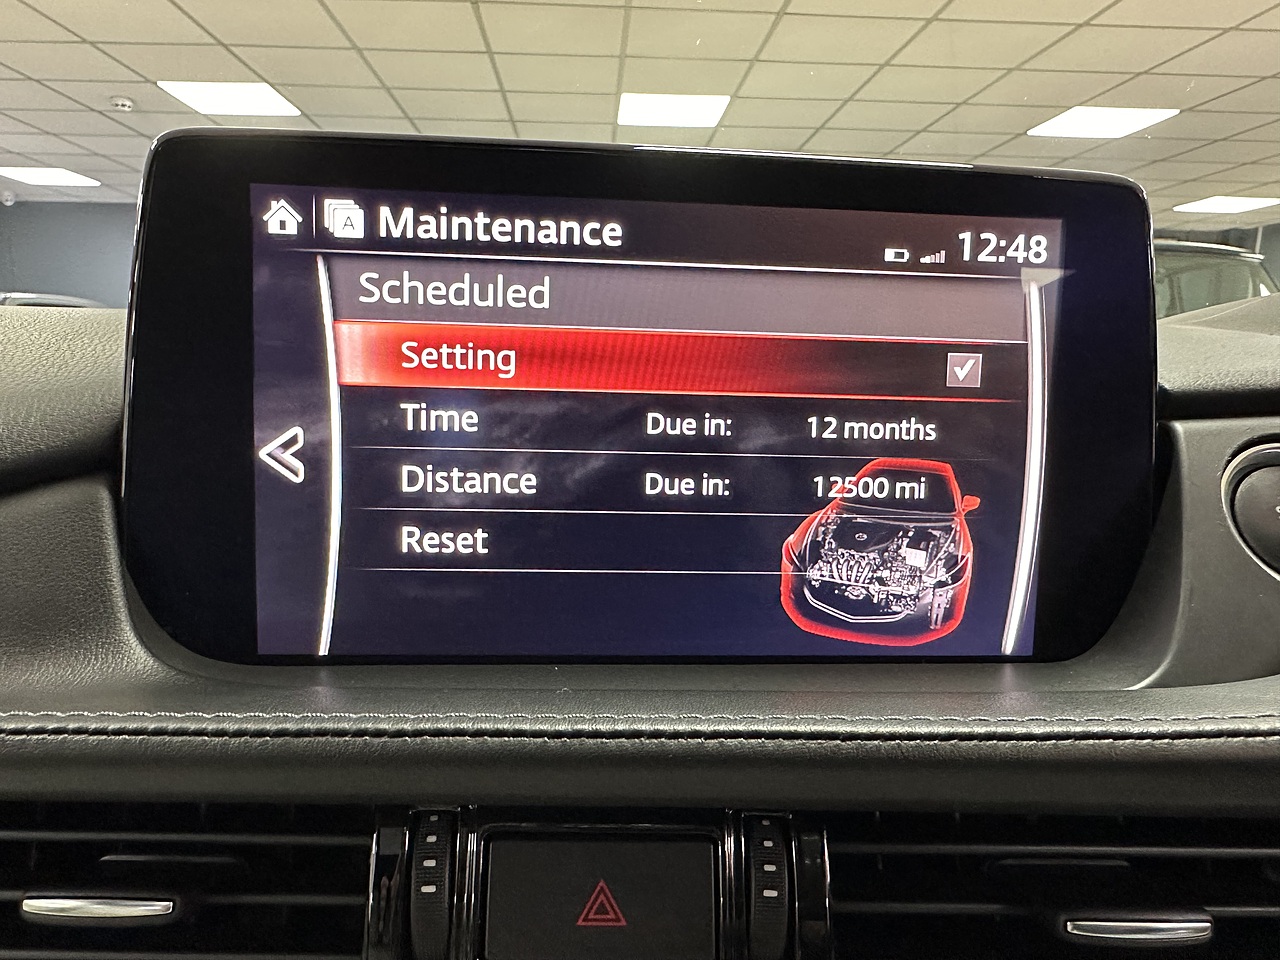 A Maintenance 12:48
Scheduled
Setting
Time Due in: 12 months
Distance Due in: 12500 mi
Reset